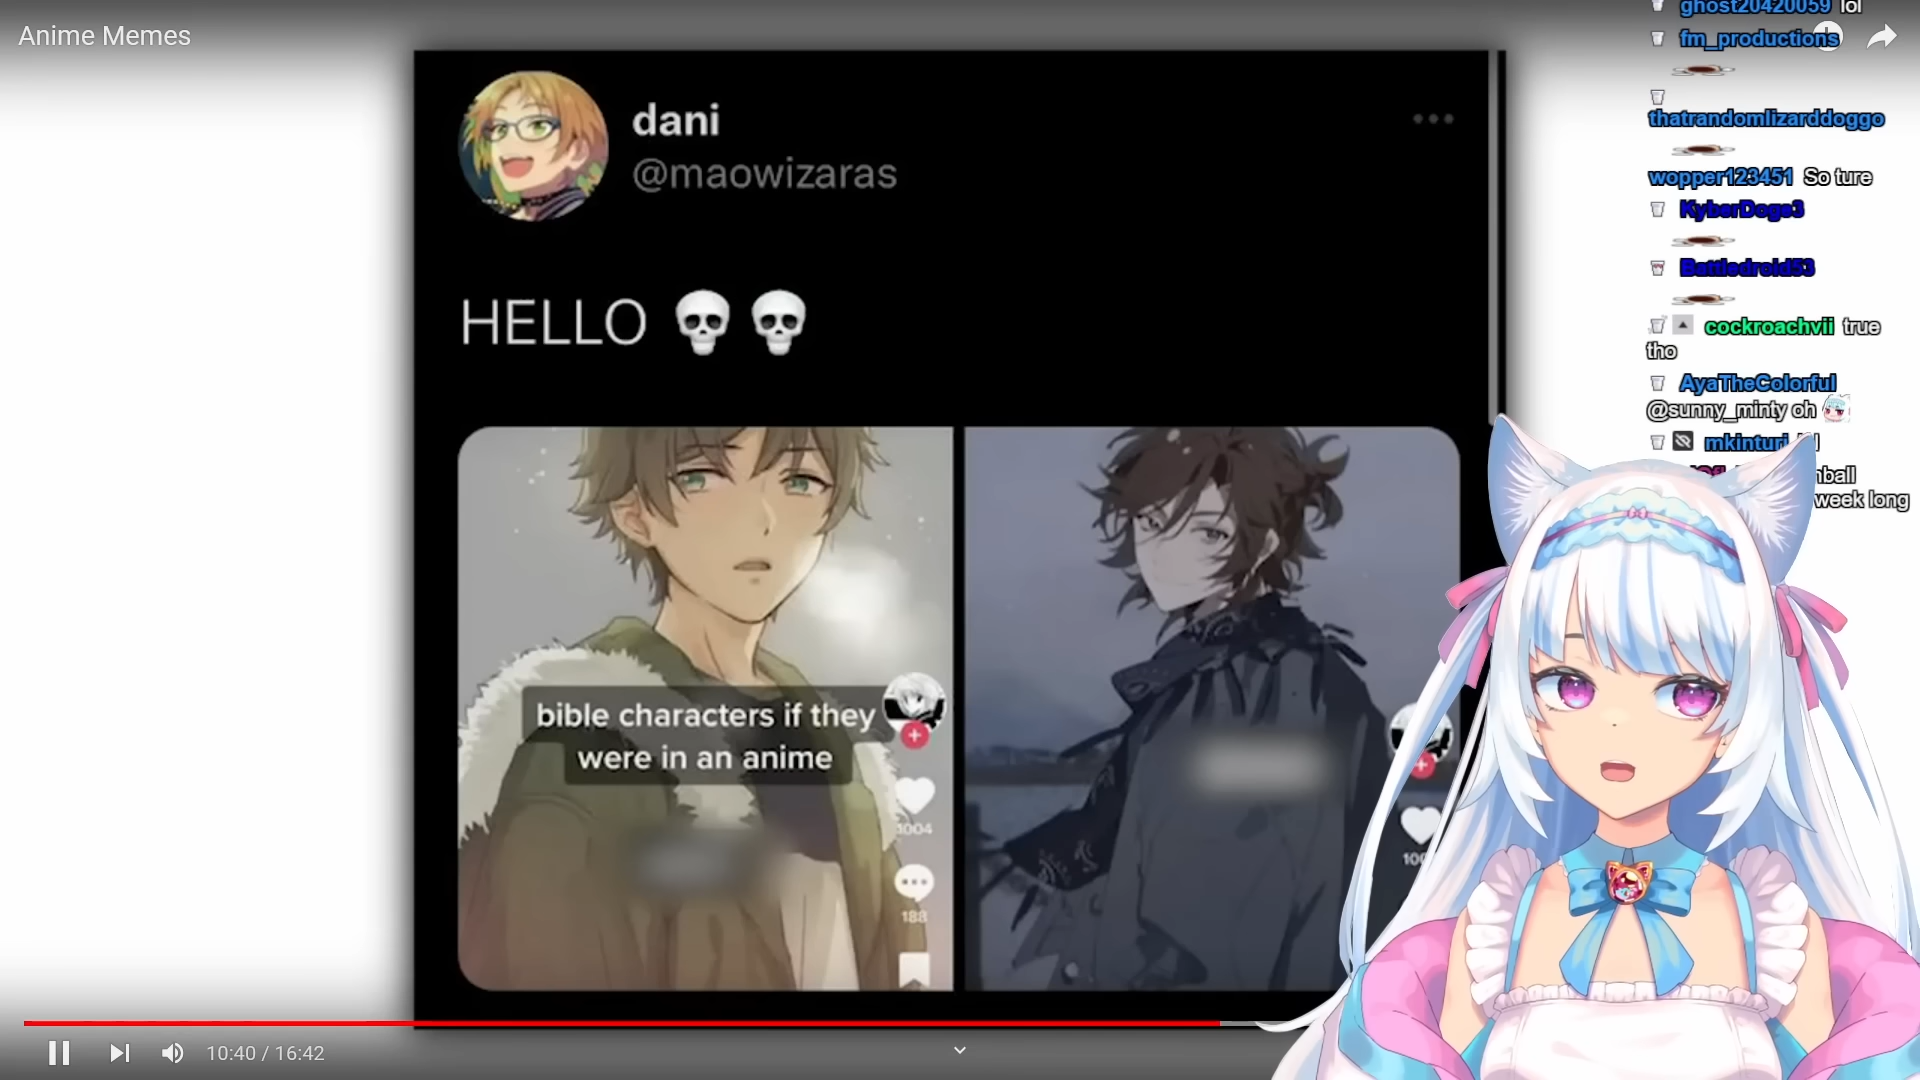 Anime Memes
dani
@maowizaras
HELLO 💀💀
bible characters if they
were in an anime
1004
188
10:40 / 16:42
ghost20420059 lol
fm_productions
thatrandomlizarddoggo
wopper123451 So ture
KyberDoge3
Battledroid53
cockroachvii true
tho
AyaTheColorful
@sunny_minty oh
mkinturi
week long